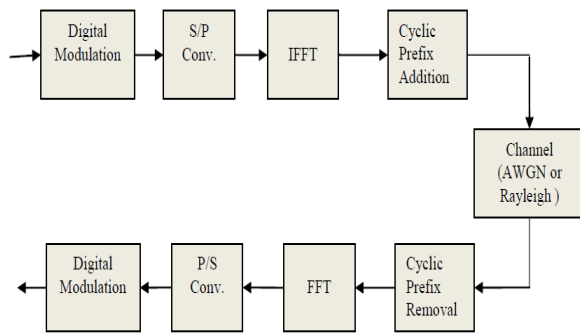 Digital
Modulation
S/P
Conv.
IFFT
Cyclic
Prefix
Addition
Channel
(AWGN or
Rayleigh )
Cyclic
Prefix
Removal
FFT
P/S
Conv.
Digital
Modulation